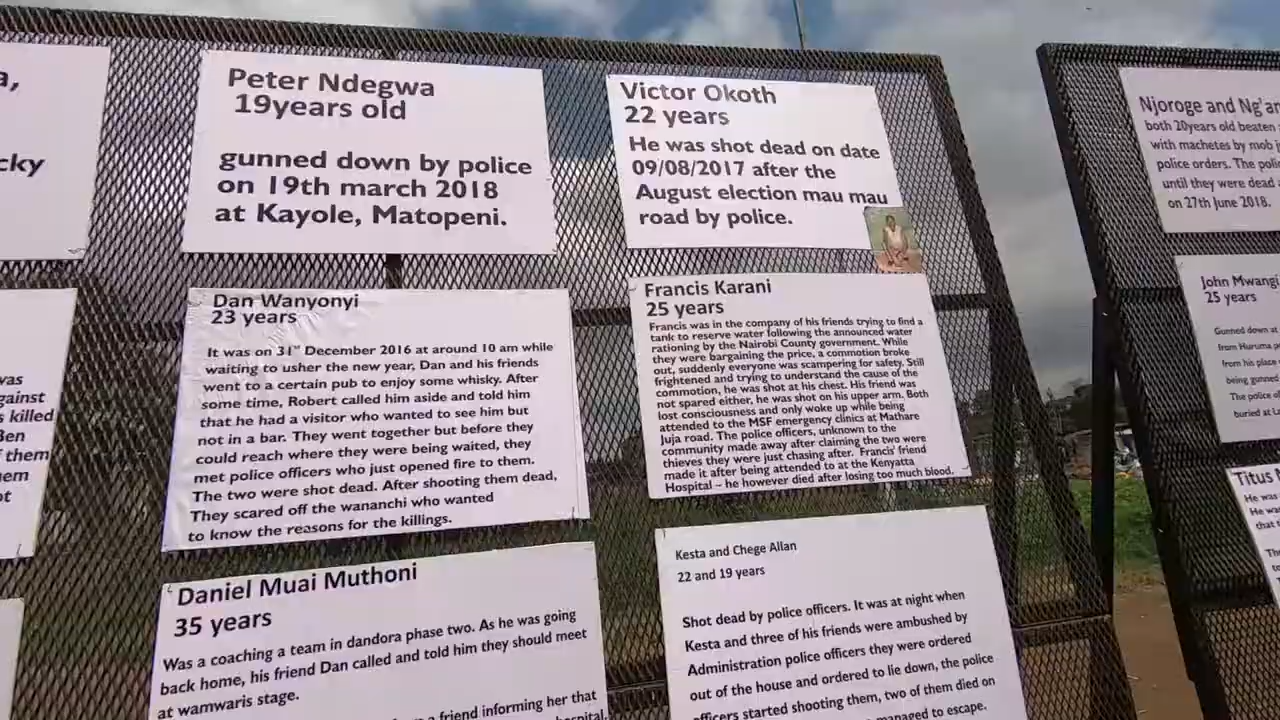 a,
cky
Peter Ndegwa
19years old
gunned down by police
on 19th march 2018
at Kayole, Matopeni.
Victor Okoth
22 years
He was shot dead on date
09/08/2017 after the
August election mau mau
road by police.
Njoroge and Ng'an
both 20years old beaten
with machetes by mob j
police orders. The poli
until they were dead
on 27th June 2018.
was
gainst
s killed
Ben
them
em
ot
Dan Wanyonyi
23 years
It was on 31st December 2016 at around 10 am while
waiting to usher the new year, Dan and his friends
went to a certain pub to enjoy some whisky. After
some time, Robert called him aside and told him
that he had a visitor who wanted to see him but
not in a bar. They went together but before they
could reach where they were being waited, they
met police officers who just opened fire to them.
The two were shot dead. After shooting them dead,
They scared off the wananchi who wanted
to know the reasons for the killings.
Francis Karani
25 years
Francis was in the company of his friends trying to find a
tank to reserve water following the announced water
rationing by the Nairobi County government. While
they were bargaining the price, a commotion broke
out, suddenly everyone was scampering for safety. Still
frightened and trying to understand the cause of the
commotion, he was shot at his chest. His friend was
not spared either, he was shot on his upper arm. Both
lost consciousness and only woke up while being
attended to the MSF emergency clinics at Mathare
Juja road. The police officers, unknown to the
community made away after claiming the two were
thieves they were just chasing after. Francis' friend
made it after being attended to at the Kenyatta
Hospital – he however died after losing too much blood.
John Mwangi
25 years
Gunned down at
from Huruma p
from his place
being gunned
The police
buried at L
Daniel Muai Muthoni
35 years
Was a coaching a team in dandora phase two. As he was going
back home, his friend Dan called and told him they should meet
at wamwaris stage.
a friend informing her that
hospital.
Kesta and Chege Allan
22 and 19 years
Shot dead by police officers. It was at night when
Kesta and three of his friends were ambushed by
Administration police officers they were ordered
out of the house and ordered to lie down, the police
officers started shooting them, two of them died on
managed to escape.
Titus
He was
He was
that
Th
to